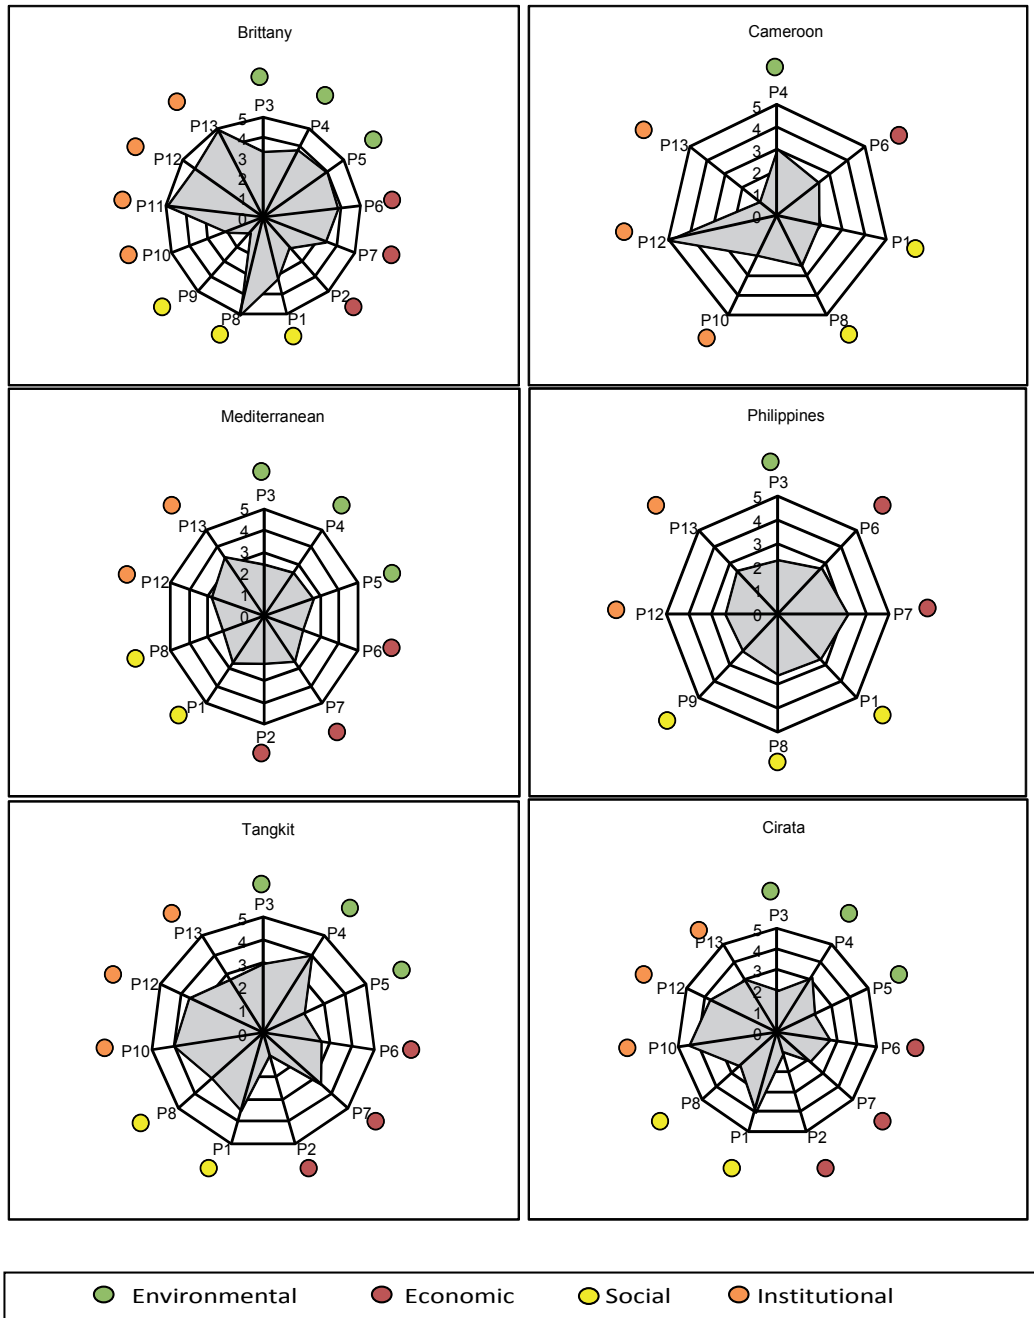 Brittany
P3
P4
P5
P6
P7
P2
P1
P8
P9
P10
P11
P12
P13
5
4
3
2
1
0
Cameroon
P4
P6
P1
P8
P10
P12
P13
5
4
3
2
1
0
Mediterranean
P3
P4
P5
P6
P7
P2
P1
P8
P12
P13
5
4
3
2
1
0
Philippines
P3
P6
P7
P1
P8
P9
P12
P13
5
4
3
2
1
0
Tangkit
P3
P4
P5
P6
P7
P2
P1
P8
P10
P12
P13
5
4
3
2
1
0
Cirata
P3
P4
P5
P6
P7
P2
P1
P8
P10
P12
P13
5
4
3
2
1
0
Environmental Economic Social Institutional